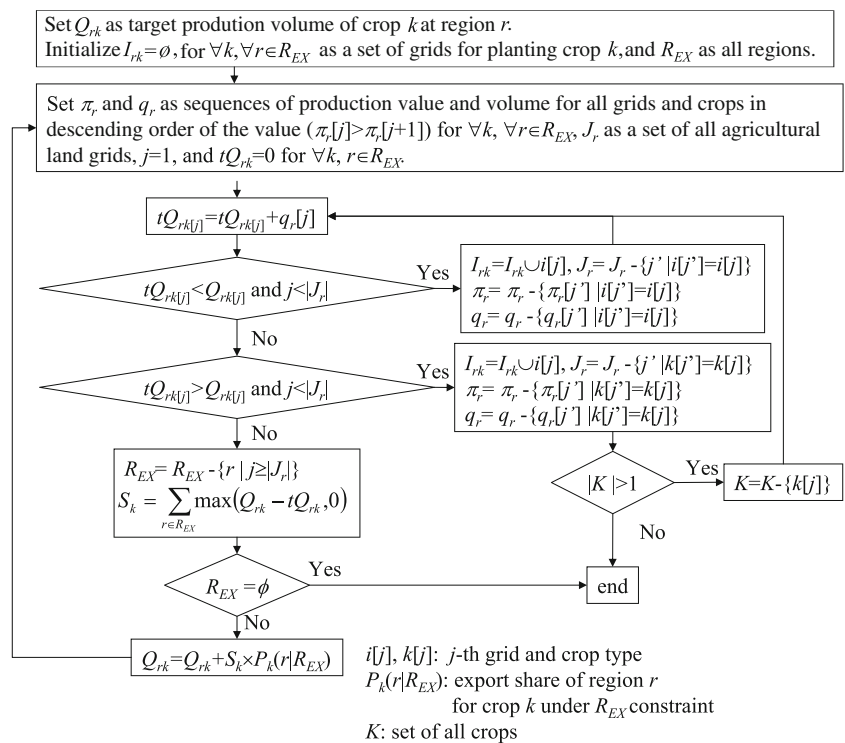 Set Q_rk as target prodution volume of crop k at region r.
Initialize I_rk=ø, for ∀k,∀r∈R_EX as a set of grids for planting crop k, and R_EX as all regions.
Set π_r and q_r as sequences of production value and volume for all grids and crops in
descending order of the value (π_r[j]>π_r[j+1]) for ∀k, ∀r∈R_EX, J_r as a set of all agricultural
land grids, j=1, and tQ_rk=0 for ∀k, r∈R_EX.
tQ_rk[j]=tQ_rk[j]+q_r[j]
tQ_rk[j]<Q_rk[j] and j<|J_r|
Yes
I_rk=I_rk∪i[j], J_r= J_r -{j' |i[j']=i[j]}
π_r= π_r -{π_r[j'] |i[j']=i[j]}
q_r= q_r -{q_r[j'] |i[j']=i[j]}
No
tQ_rk[j]>Q_rk[j] and j<|J_r|
Yes
I_rk=I_rk∪i[j], J_r= J_r -{j' |k[j']=k[j]}
π_r= π_r -{π_r[j'] |k[j']=k[j]}
q_r= q_r -{q_r[j'] |k[j']=k[j]}
No
R_EX= R_EX -{r | j≥|J_r|}
S_k = ∑_{r∈R_EX} max(Q_rk −tQ_rk,0)
|K |>1
Yes
K=K-{k[j]}
No
R_EX =ϕ
Yes
end
No
Q_rk=Q_rk+S_k×P_k(r|R_EX)
i[j], k[j]: j-th grid and crop type
P_k(r|R_EX): export share of region r
for crop k under R_EX constraint
K: set of all crops